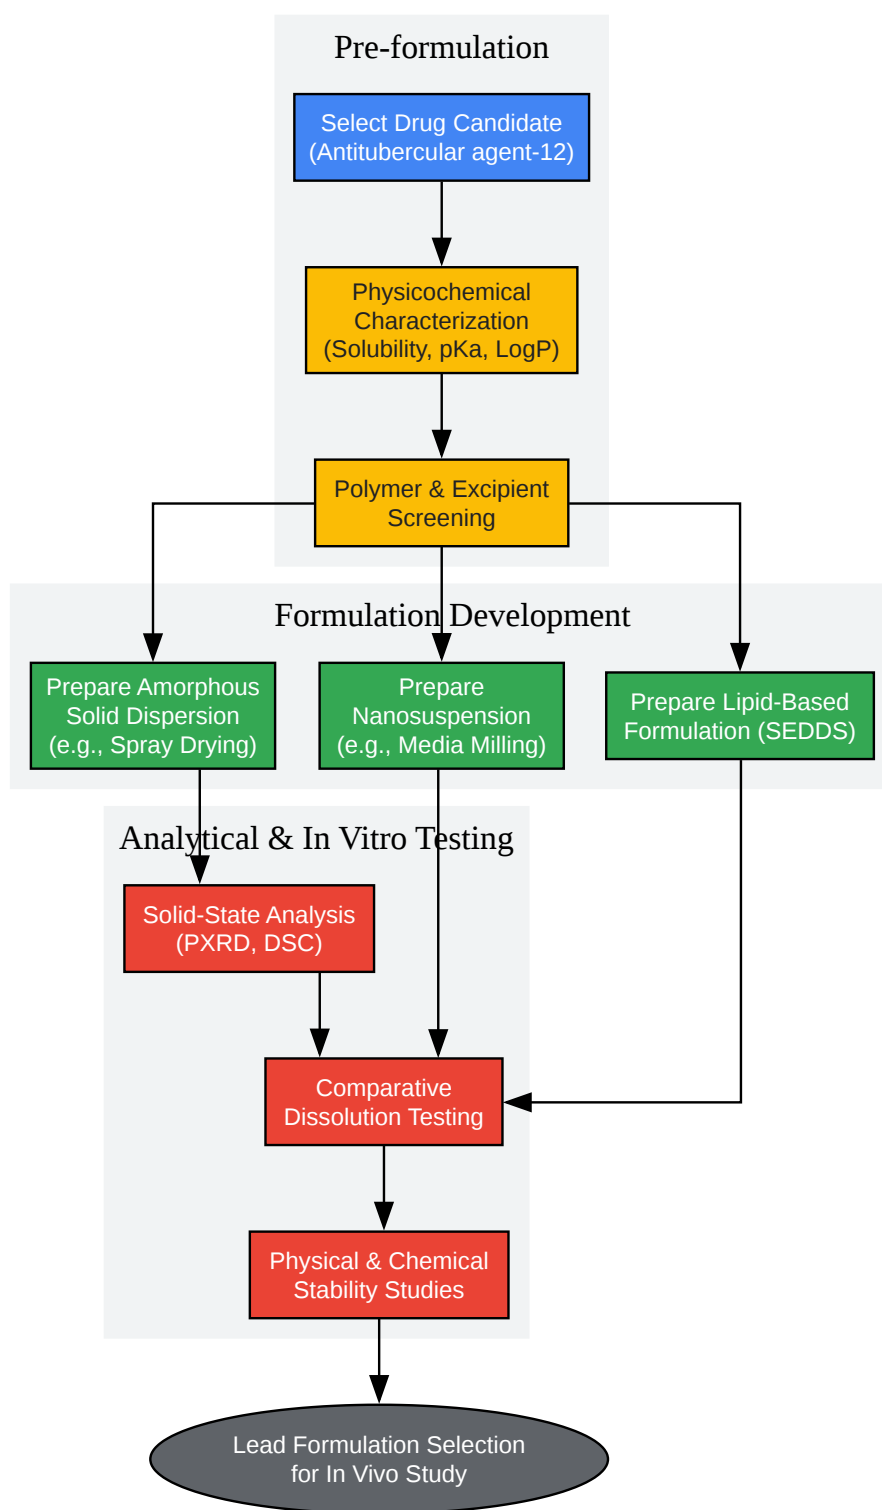 Pre-formulation
Select Drug Candidate
(Antitubercular agent-12)
Physicochemical
Characterization
(Solubility, pKa, LogP)
Polymer & Excipient
Screening
Formulation Development
Prepare Amorphous
Solid Dispersion
(e.g., Spray Drying)
Prepare
Nanosuspension
(e.g., Media Milling)
Prepare Lipid-Based
Formulation (SEDDS)
Analytical & In Vitro Testing
Solid-State Analysis
(PXRD, DSC)
Comparative
Dissolution Testing
Physical & Chemical
Stability Studies
Lead Formulation Selection
for In Vivo Study